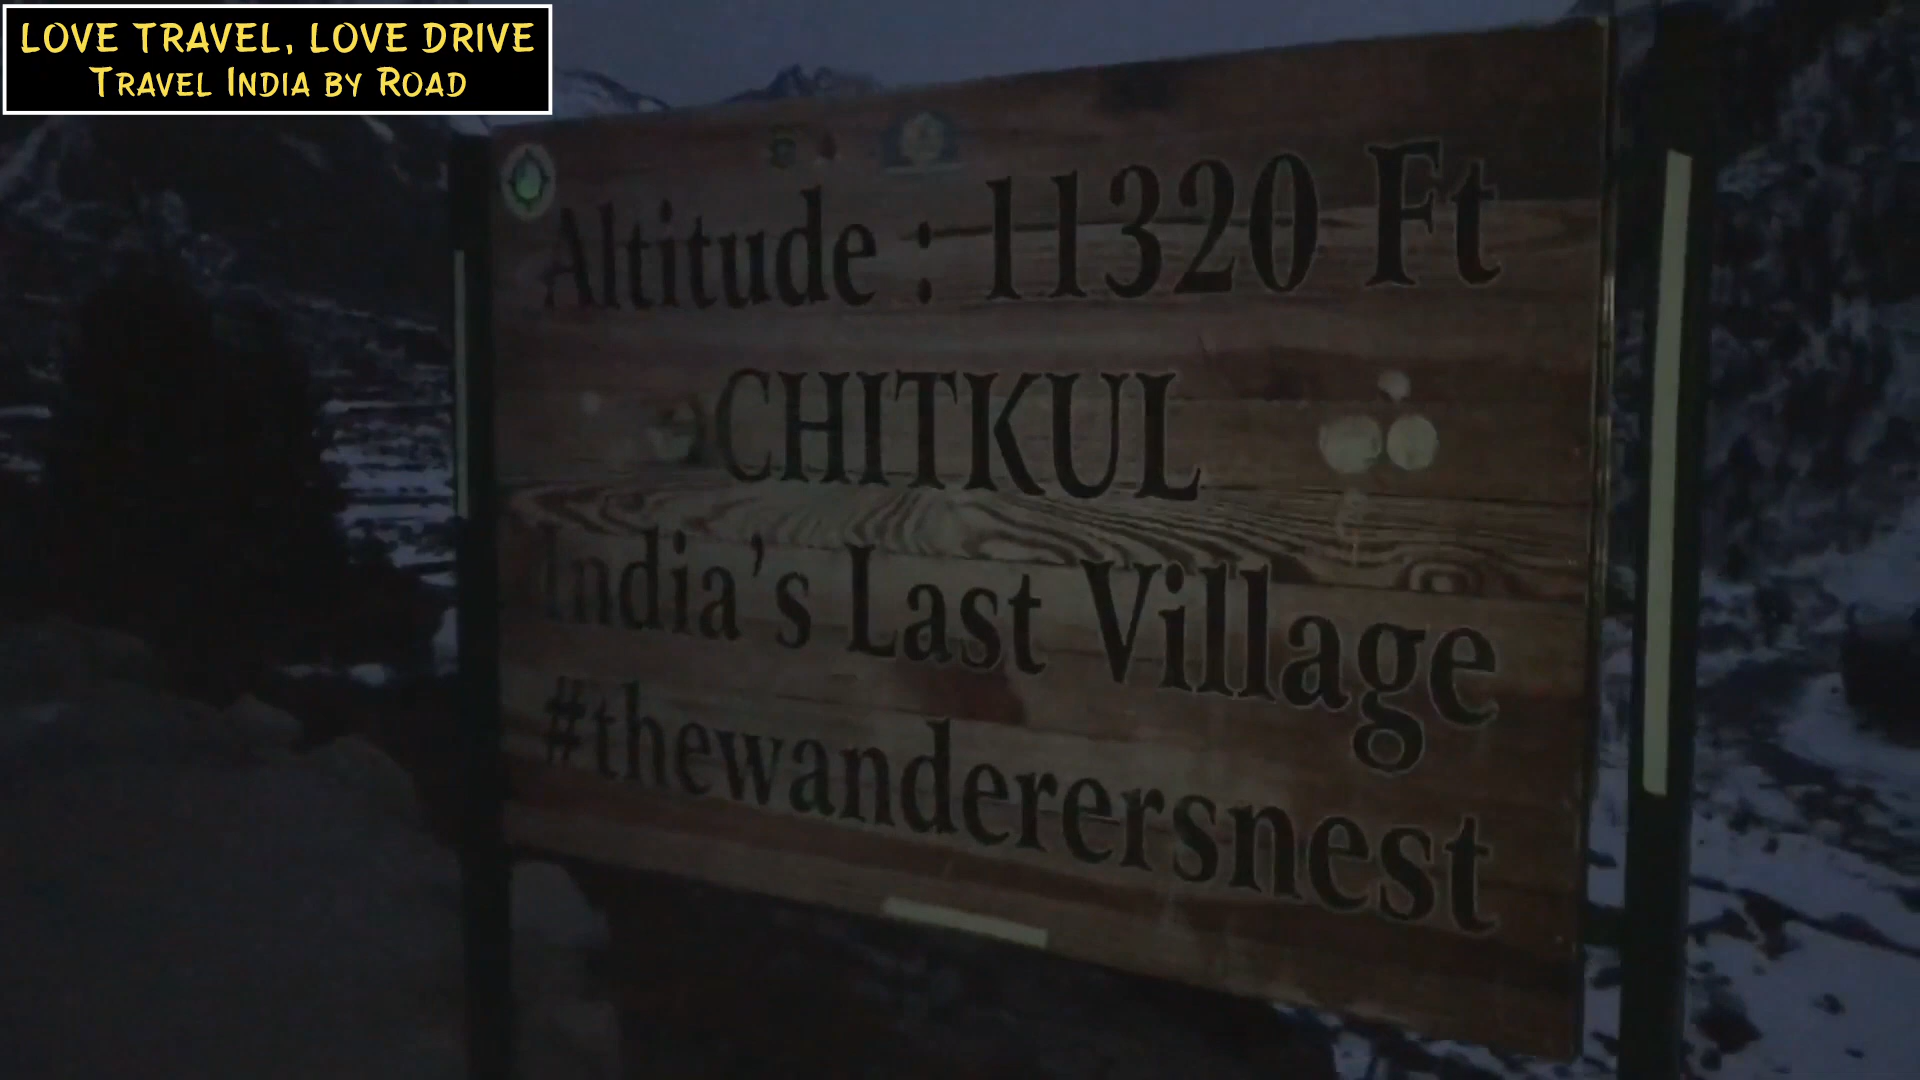 LOVE TRAVEL, LOVE DRIVE
TRAVEL INDIA BY ROAD
Altitude : 11320 Ft
CHITKUL
India's Last Village
#thewanderersnest